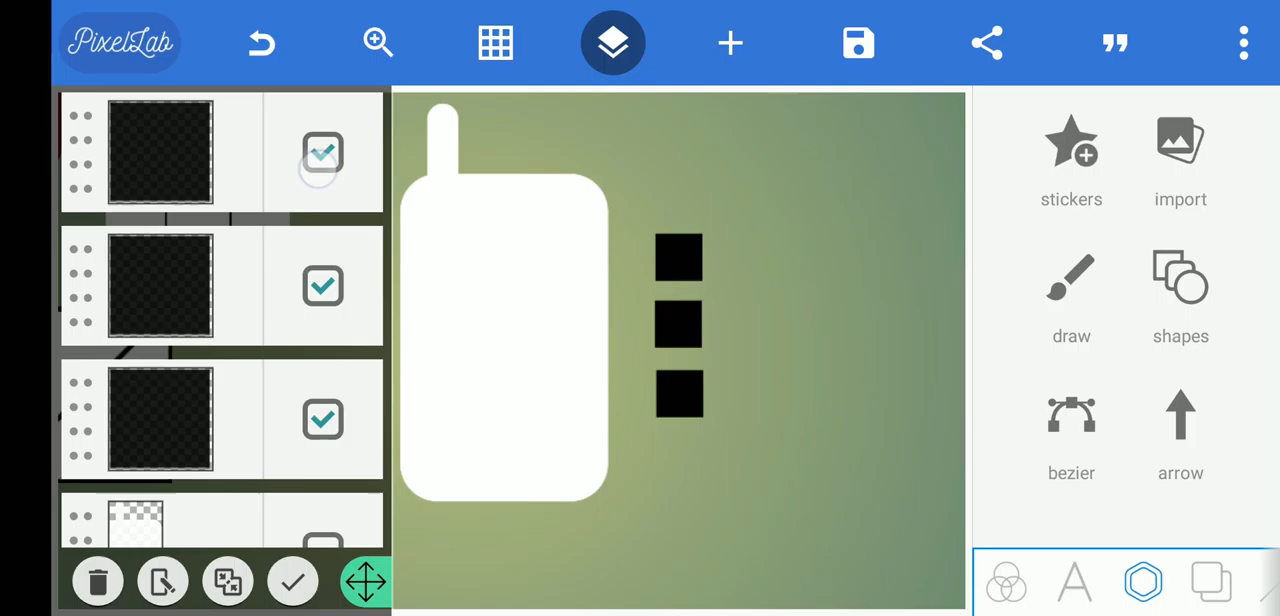 PixelLab
stickers
import
draw
shapes
bezier
arrow